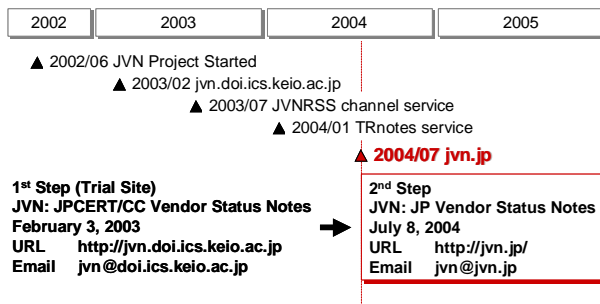 2002 2003 2004 2005
▲ 2002/06 JVN Project Started
▲ 2003/02 jvn.doi.ics.keio.ac.jp
▲ 2003/07 JVNRSS channel service
▲ 2004/01 TRnotes service
▲ 2004/07 jvn.jp
1st Step (Trial Site)
JVN: JPCERT/CC Vendor Status Notes
February 3, 2003
URL http://jvn.doi.ics.keio.ac.jp
Email jvn@doi.ics.keio.ac.jp
2nd Step
JVN: JP Vendor Status Notes
July 8, 2004
URL http://jvn.jp/
Email jvn@jvn.jp